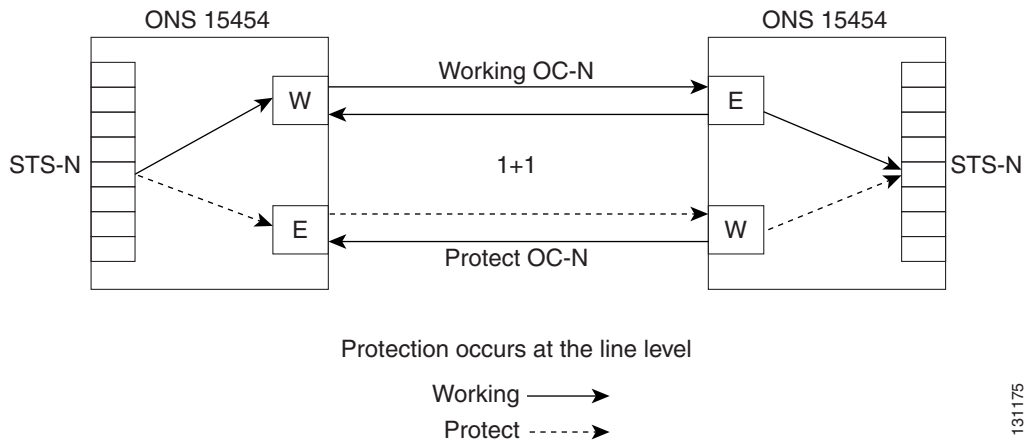 ONS 15454
ONS 15454
Working OC-N
W
E
STS-N
1+1
STS-N
E
W
Protect OC-N
Protection occurs at the line level
Working
Protect
131175